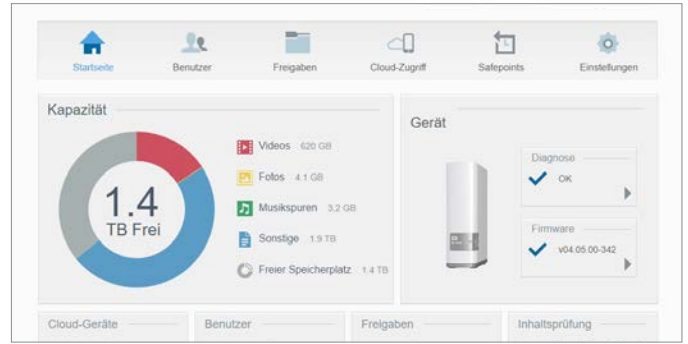 Startseite
Benutzer
Freigaben
Cloud-Zugriff
Safepoints
Einstellungen
Kapazität
1.4
TB Frei
Videos 620 GB
Fotos 4.1 GB
Musikspuren 3.2 GB
Sonstige 1.9 TB
Freier Speicherplatz 1.4 TB
Gerät
Diagnose
OK
Firmware
v04.05.00-342
Cloud-Geräte
Benutzer
Freigaben
Inhaltsprüfung